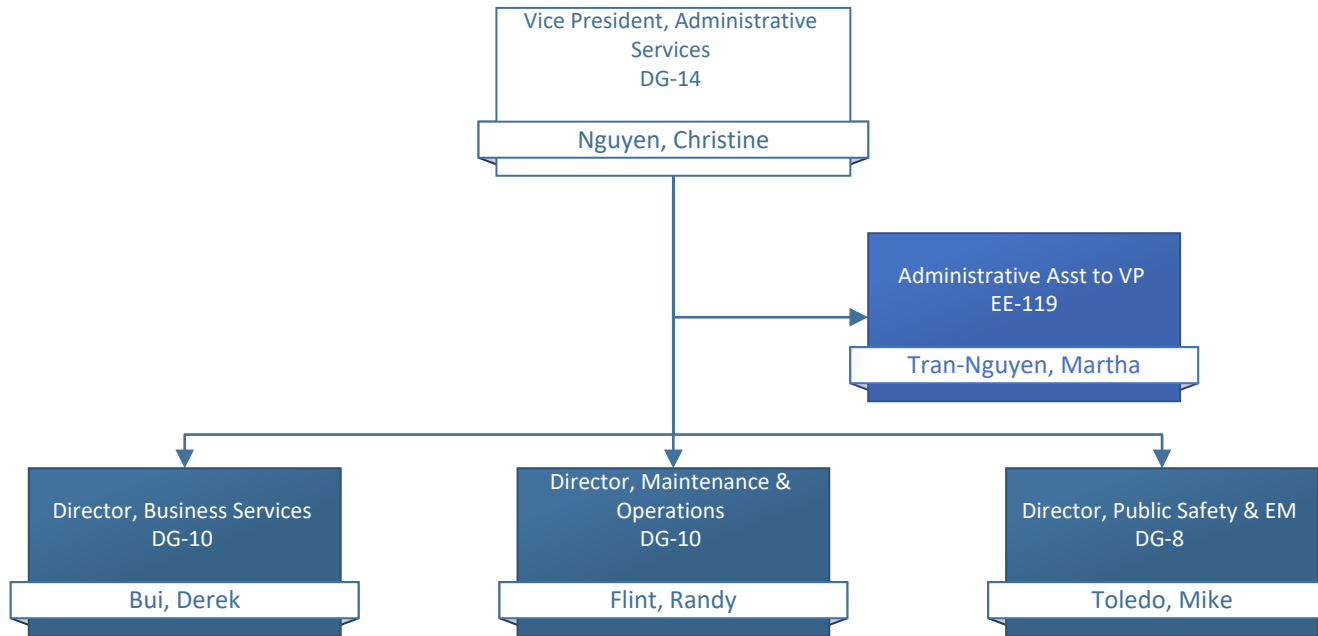 Vice President, Administrative
Services
DG-14
Nguyen, Christine
Administrative Asst to VP
EE-119
Tran-Nguyen, Martha
Director, Business Services
DG-10
Bui, Derek
Director, Maintenance &
Operations
DG-10
Flint, Randy
Director, Public Safety & EM
DG-8
Toledo, Mike